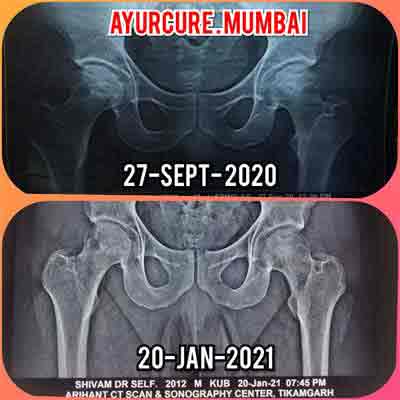 AYURCURE.MUMBAI
27-SEPT-2020
20-JAN-2021
SHIVAM DR SELF. 2012 M KUB 20-Jan-21 07:45 PM
ARIHANT CT SCAN & SONOGRAPHY CENTER, TIKAMGARH